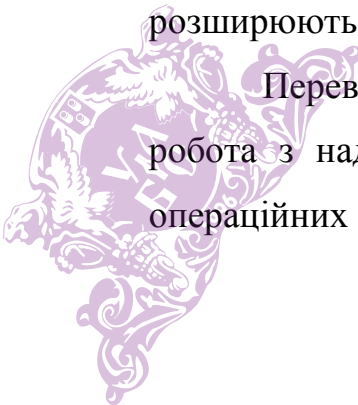 розширюють
Перев
робота з над
операційних